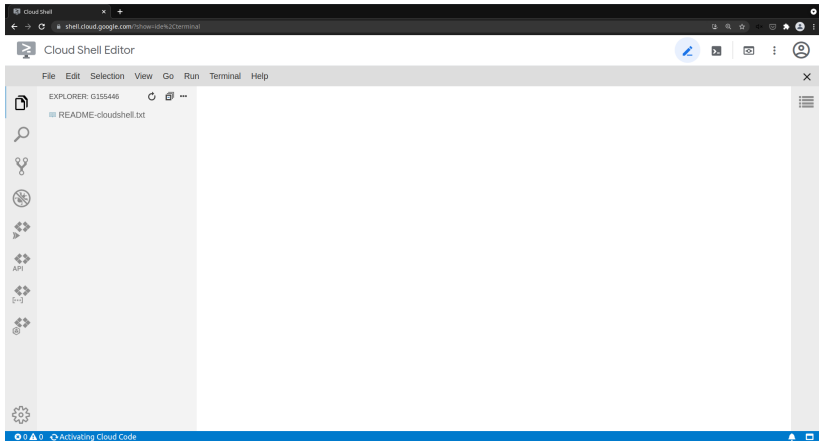 Cloud Shell
shell.cloud.google.com/?show=ide%2Cterminal
Cloud Shell Editor
File Edit Selection View Go Run Terminal Help
EXPLORER: G155446
README-cloudshell.txt
API
0 0 Activating Cloud Code